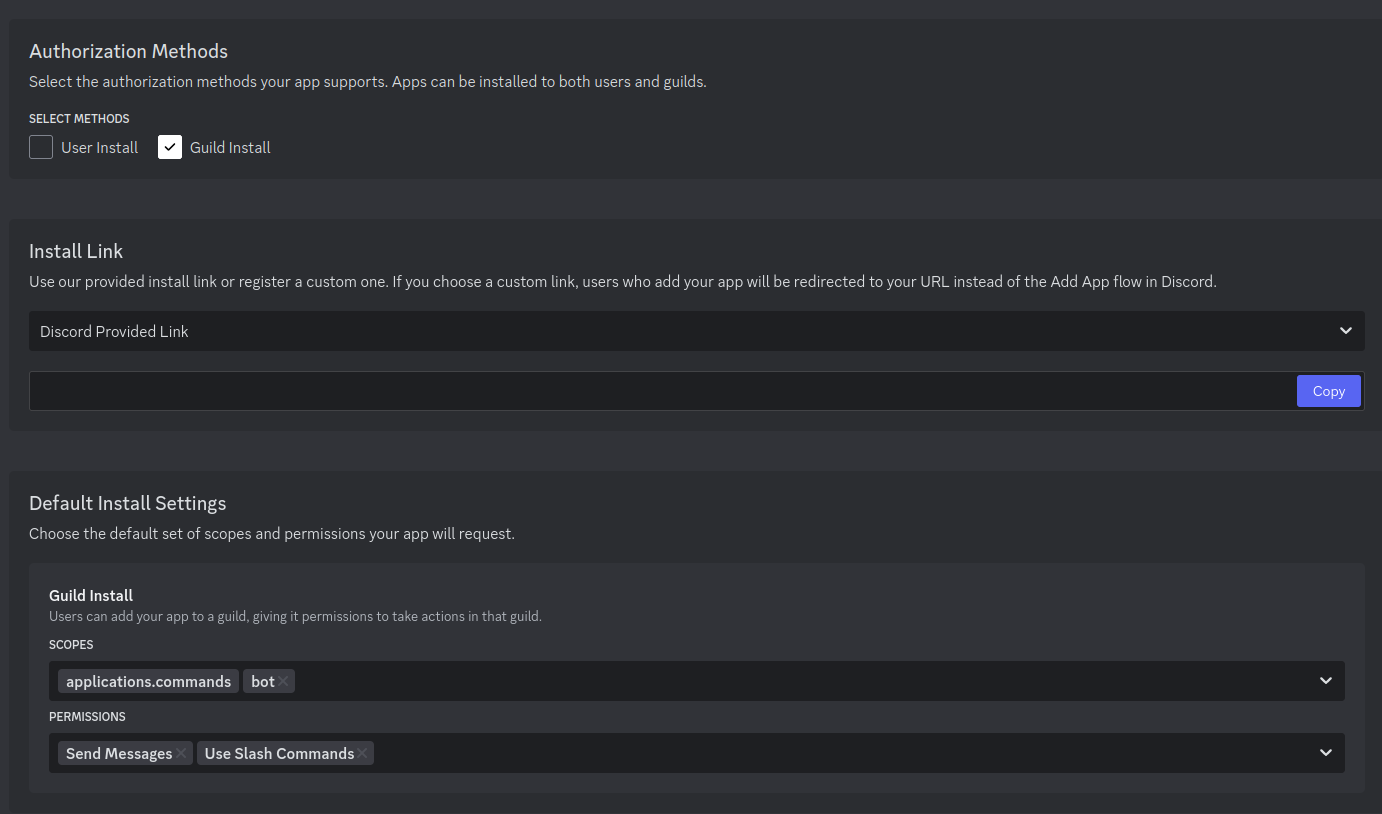 Authorization Methods
Select the authorization methods your app supports. Apps can be installed to both users and guilds.
SELECT METHODS
User Install Guild Install
Install Link
Use our provided install link or register a custom one. If you choose a custom link, users who add your app will be redirected to your URL instead of the Add App flow in Discord.
Discord Provided Link
Copy
Default Install Settings
Choose the default set of scopes and permissions your app will request.
Guild Install
Users can add your app to a guild, giving it permissions to take actions in that guild.
SCOPES
applications.commands bot
PERMISSIONS
Send Messages Use Slash Commands